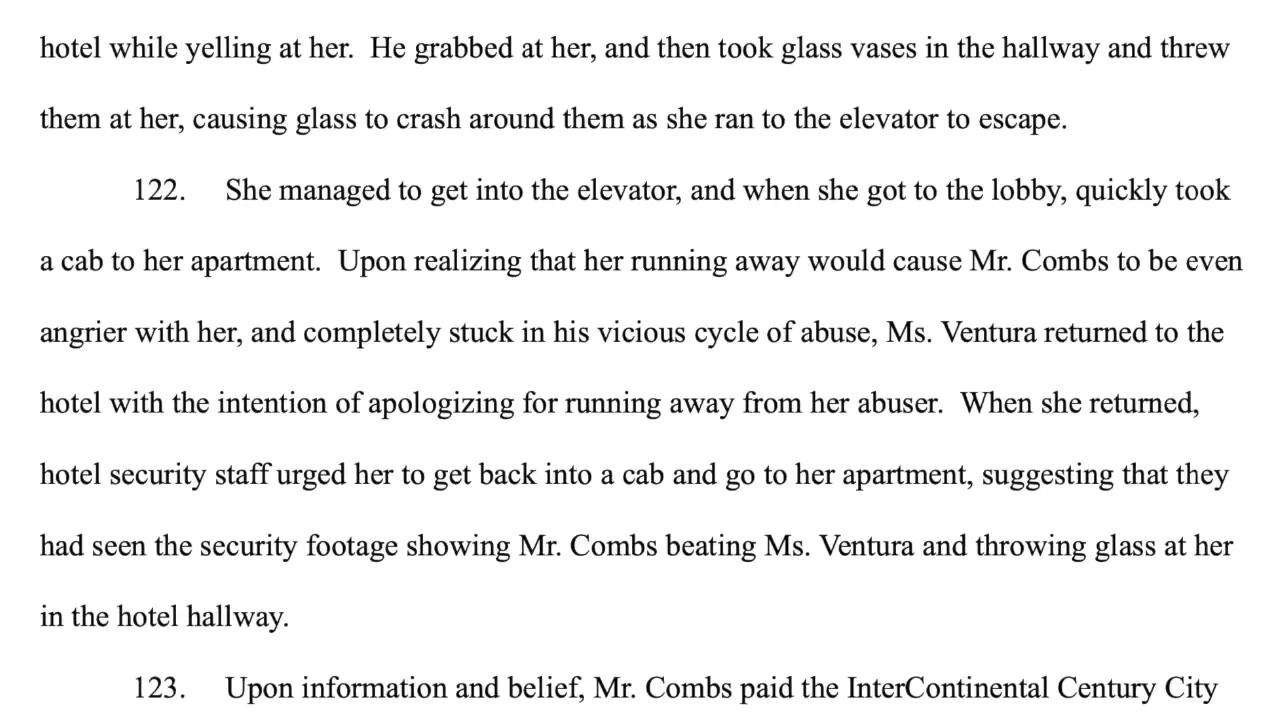 hotel while yelling at her.  He grabbed at her, and then took glass vases in the hallway and threw
them at her, causing glass to crash around them as she ran to the elevator to escape.
122. She managed to get into the elevator, and when she got to the lobby, quickly took
a cab to her apartment.  Upon realizing that her running away would cause Mr. Combs to be even
angrier with her, and completely stuck in his vicious cycle of abuse, Ms. Ventura returned to the
hotel with the intention of apologizing for running away from her abuser.  When she returned,
hotel security staff urged her to get back into a cab and go to her apartment, suggesting that they
had seen the security footage showing Mr. Combs beating Ms. Ventura and throwing glass at her
in the hotel hallway.
123. Upon information and belief, Mr. Combs paid the InterContinental Century City